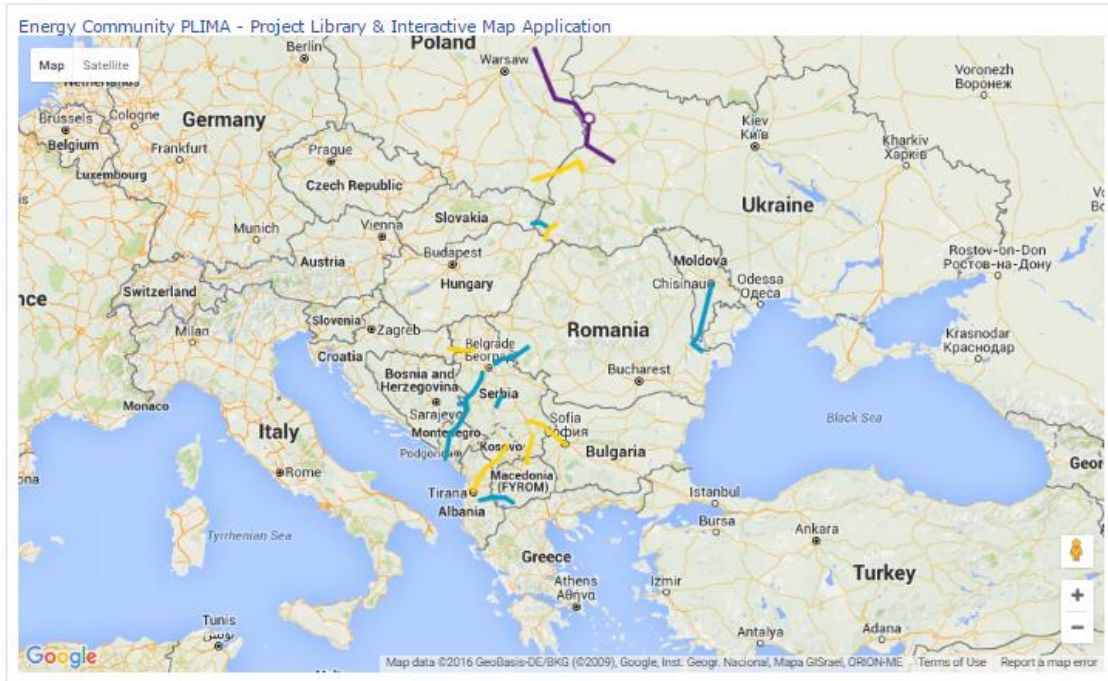 Energy Community PLIMA - Project Library & Interactive Map Application
Poland
Berlin
Map
Satellite
Warsaw
Netherlands
Voronezh
Воронеж
Brussels
Cologne
Germany
Kiev
Київ
Belgium
Kharkiv
Харків
Frankfurt
Prague
Luxembourg
Czech Republic
Ukraine
Slovakia
Vienna
Munich
Rostov-on-Don
Ростов-на-Дону
Budapest
Austria
Moldova
Hungary
Chisinau
Odessa
Одеса
Switzerland
nce
Slovenia
Zagreb
Milan
Romania
Krasnodar
Краснодар
Croatia
Belgrade
Bosnia and
Herzegovina
Bucharest
Serbia
Monaco
Sarajevo
Sofia
София
Black Sea
Italy
Montenegro
Kosovo
Podgorica
Bulgaria
Geor
ona
Rome
Macedonia
(FYROM)
Tirana
Istanbul
Albania
Bursa
Ankara
Tyrrhenian Sea
Greece
Turkey
Athens
Αθήνα
Izmir
+
Tunis
تونس
Antalya
Adana
−
Google
Map data ©2016 GeoBasis-DE/BKG (©2009), Google, Inst. Geogr. Nacional, Mapa GISrael, ORION-ME
Terms of Use
Report a map error